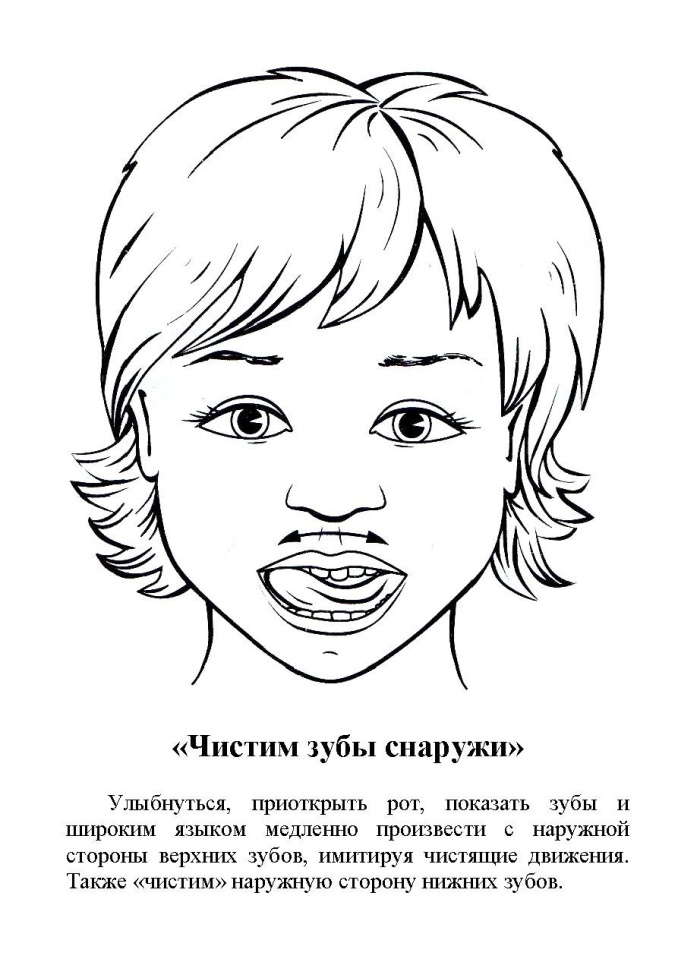 «Чистим зубы снаружи»
Улыбнуться, приоткрыть рот, показать зубы и
широким языком медленно произвести с наружной
стороны верхних зубов, имитируя чистящие движения.
Также «чистим» наружную сторону нижних зубов.